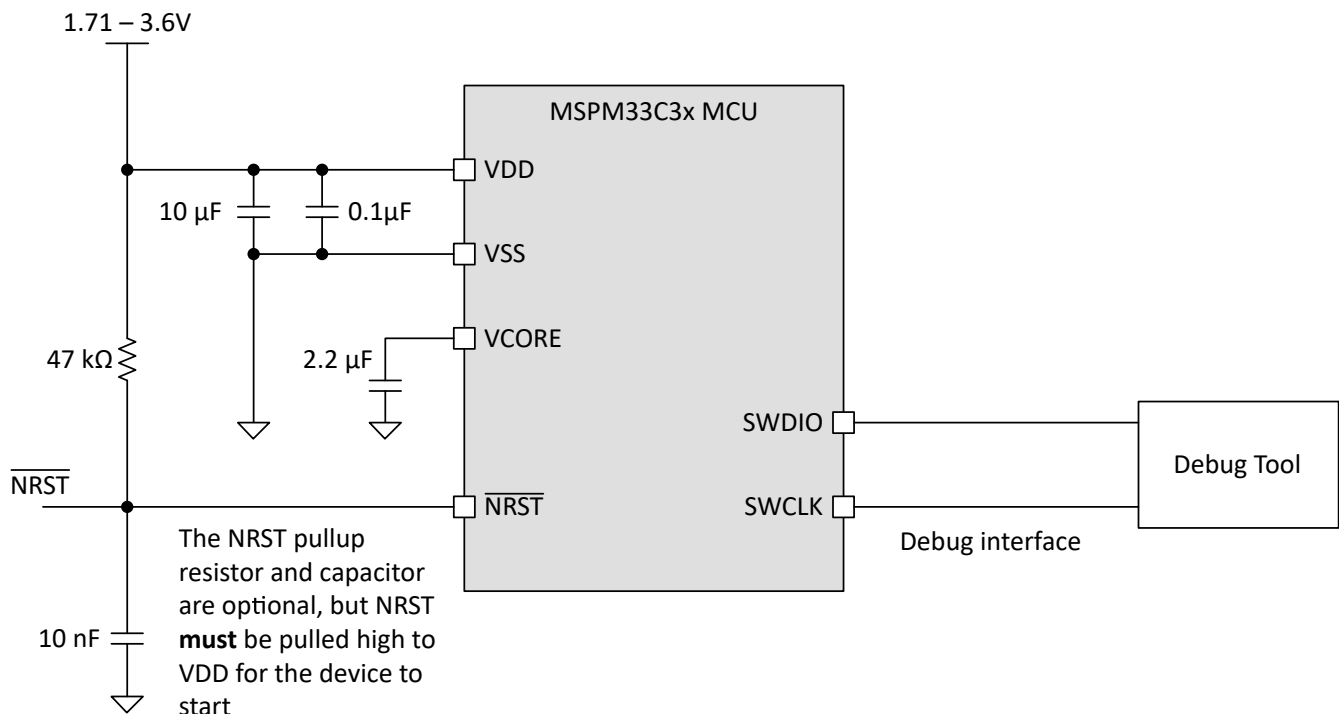 1.71 – 3.6V
MSPM33C3x MCU
VDD
10 µF
0.1µF
VSS
VCORE
47 kΩ
2.2 µF
SWDIO
Debug Tool
NRST
NRST
SWCLK
Debug interface
The NRST pullup
resistor and capacitor
are optional, but NRST
must be pulled high to
VDD for the device to
start
10 nF